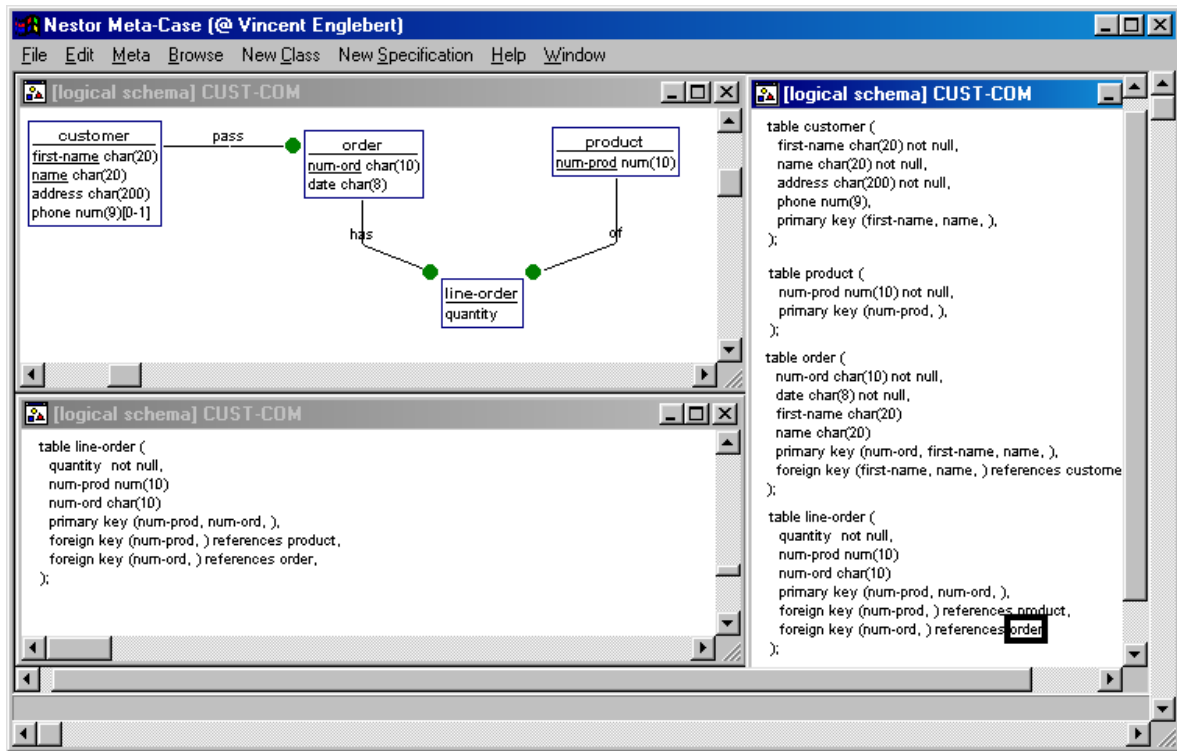 Nestor Meta-Case (@ Vincent Englebert)
File Edit Meta Browse New Class New Specification Help Window
[logical schema] CUST-COM
customer
first-name char(20)
name char(20)
address char(200)
phone num(9)[0-1]
pass
order
num-ord char(10)
date char(8)
product
num-prod num(10)
has
of
line-order
quantity
[logical schema] CUST-COM
table line-order (
quantity not null,
num-prod num(10)
num-ord char(10)
primary key (num-prod, num-ord, ),
foreign key (num-prod, ) references product,
foreign key (num-ord, ) references order,
);
[logical schema] CUST-COM
table customer (
first-name char(20) not null,
name char(20) not null,
address char(200) not null,
phone num(9),
primary key (first-name, name, ),
);
table product (
num-prod num(10) not null,
primary key (num-prod, ),
);
table order (
num-ord char(10) not null,
date char(8) not null,
first-name char(20)
name char(20)
primary key (num-ord, first-name, name, ),
foreign key (first-name, name, ) references custome
);
table line-order (
quantity not null,
num-prod num(10)
num-ord char(10)
primary key (num-prod, num-ord, ),
foreign key (num-prod, ) references product,
foreign key (num-ord, ) references order
);